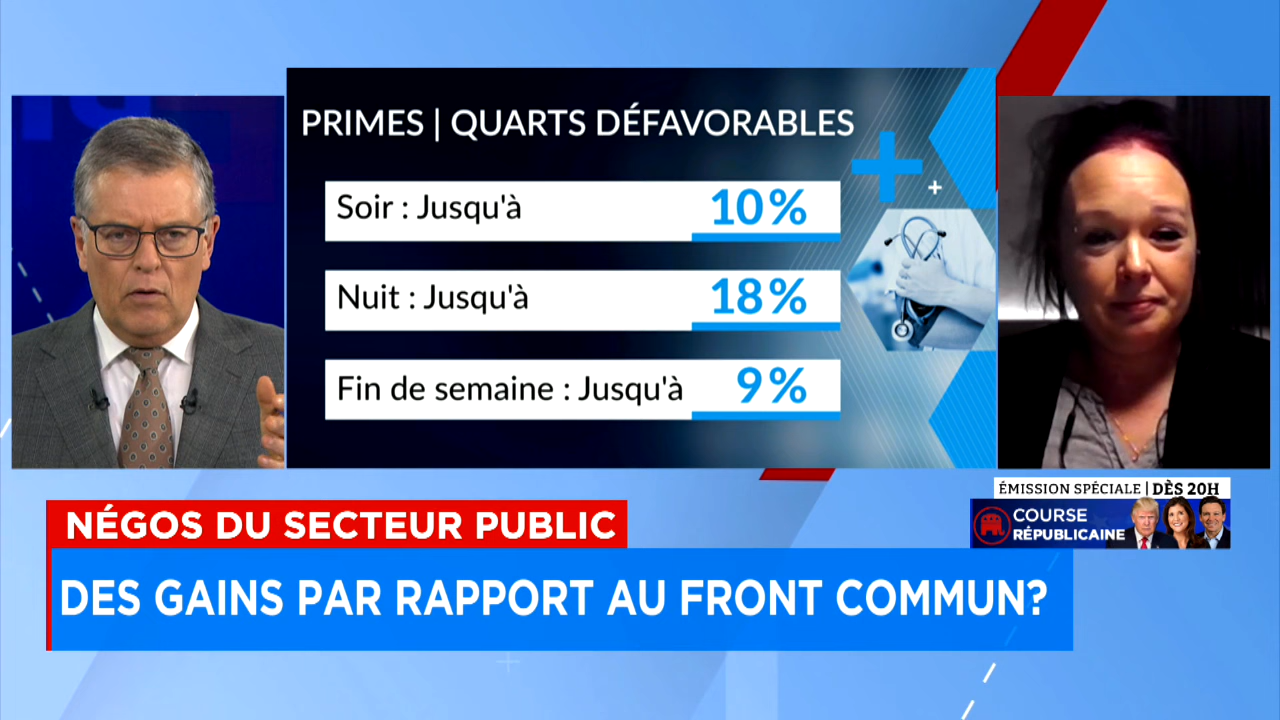 PRIMES | QUARTS DÉFAVORABLES
Soir : Jusqu'à 10 %
Nuit : Jusqu'à 18 %
Fin de semaine : Jusqu'à 9 %
ÉMISSION SPÉCIALE | DÈS 20H
COURSE
RÉPUBLICAINE
NÉGOS DU SECTEUR PUBLIC
DES GAINS PAR RAPPORT AU FRONT COMMUN?